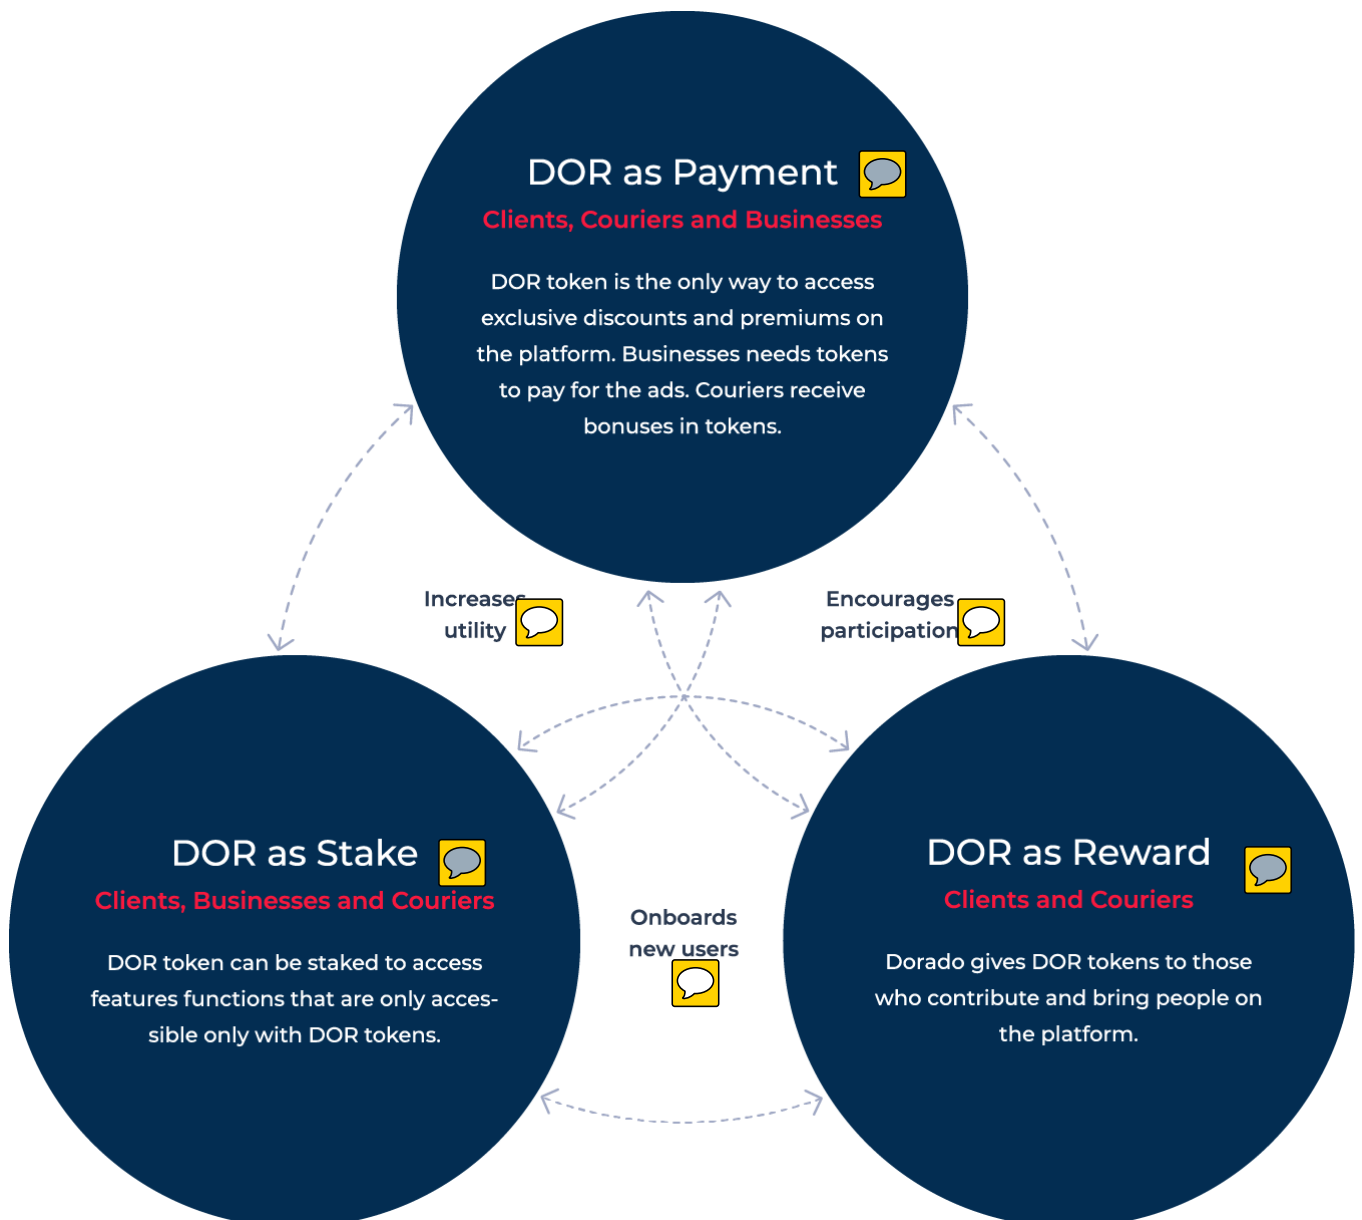 DOR as Payment
Clients, Couriers and Businesses
DOR token is the only way to access
exclusive discounts and premiums on
the platform. Businesses needs tokens
to pay for the ads. Couriers receive
bonuses in tokens.
Increases
utility
Encourages
participation
DOR as Stake
Clients, Businesses and Couriers
DOR token can be staked to access
features functions that are only acces-
sible only with DOR tokens.
Onboards
new users
DOR as Reward
Clients and Couriers
Dorado gives DOR tokens to those
who contribute and bring people on
the platform.